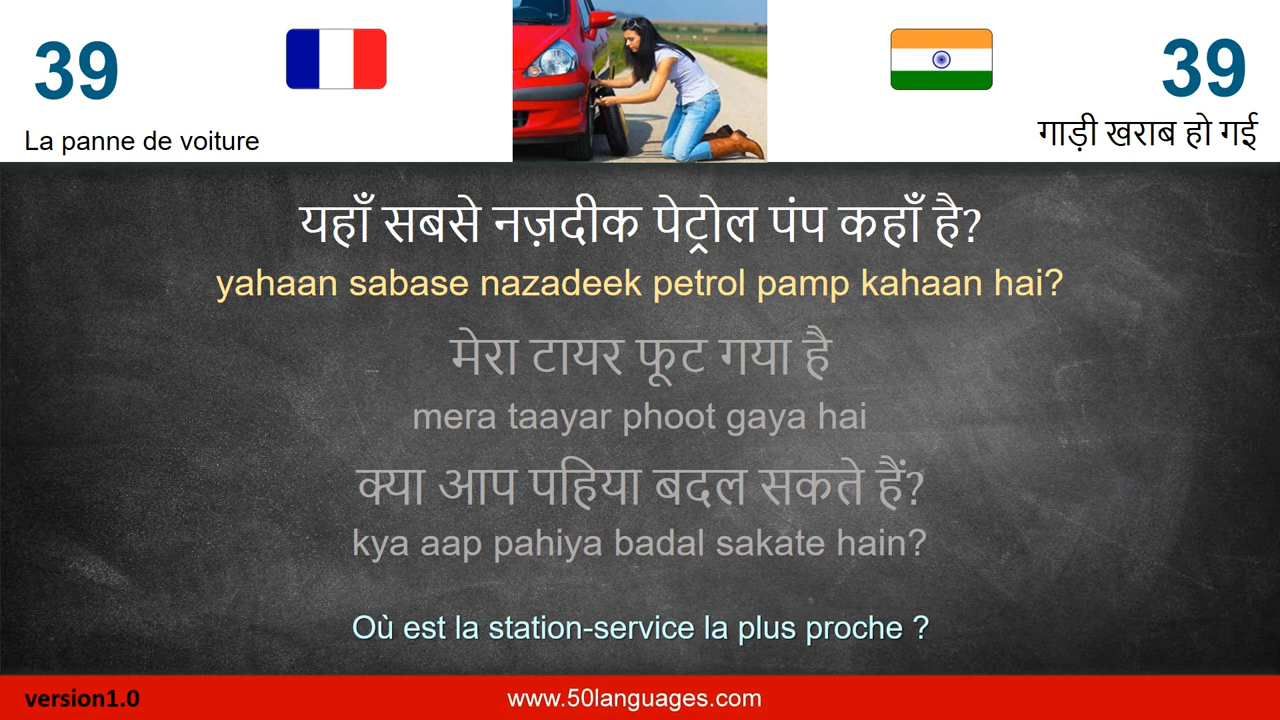 39
39
La panne de voiture
गाड़ी खराब हो गई
यहाँ सबसे नज़दीक पेट्रोल पंप कहाँ है?
yahaan sabase nazadeek petrol pamp kahaan hai?
मेरा टायर फूट गया है
mera taayar phoot gaya hai
क्या आप पहिया बदल सकते हैं?
kya aap pahiya badal sakate hain?
Où est la station-service la plus proche ?
version1.0
www.50languages.com